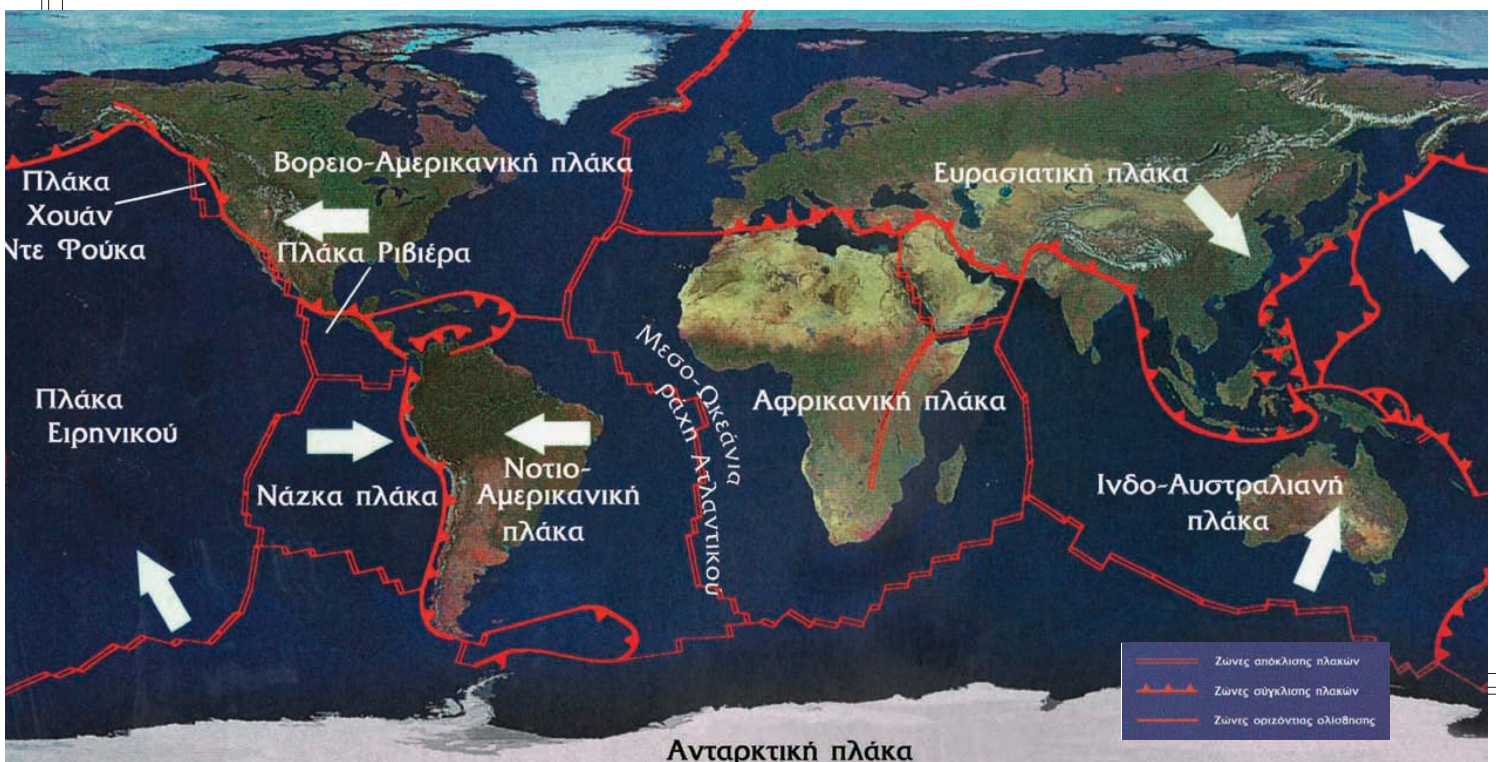 Βορειο-Αμερικανική πλάκα
Πλάκα
Χουάν
Ντε Φούκα
Πλάκα Ριβιέρα
Ευρασιατική πλάκα
Μεσο-Ωκεάνια
ράχη Ατλαντικού
Αφρικανική πλάκα
Πλάκα
Ειρηνικού
Νάζκα πλάκα
Νοτιο-
Αμερικανική
πλάκα
Ινδο-Αυστραλιανή
πλάκα
Ζώνες απόκλισης πλακών
Ζώνες σύγκλισης πλακών
Ζώνες οριζόντιας ολίσθησης
Ανταρκτική πλάκα